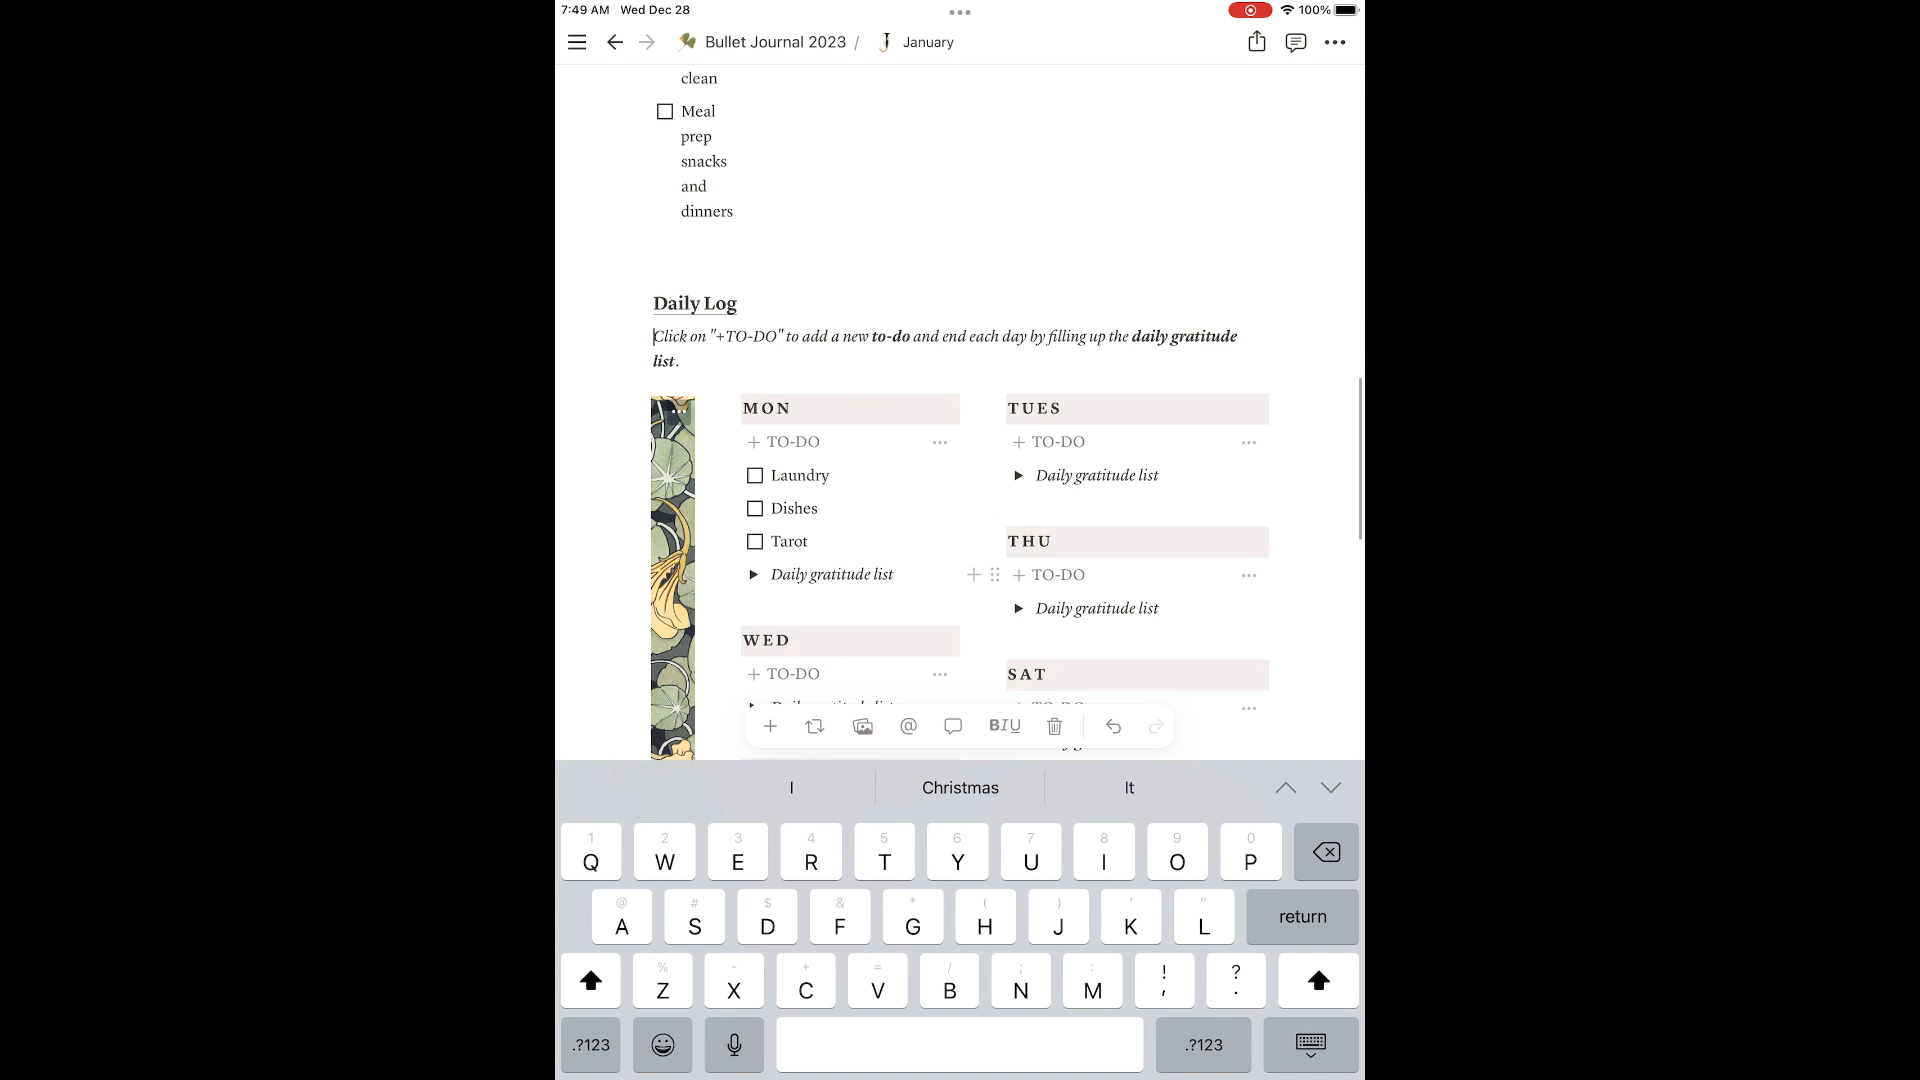 7:49 AM Wed Dec 28
100%
Bullet Journal 2023 / January
clean
Meal
prep
snacks
and
dinners
Daily Log
Click on "+TO-DO" to add a new to-do and end each day by filling up the daily gratitude
list.
MON
+ TO-DO
Laundry
Dishes
Tarot
Daily gratitude list
TUES
+ TO-DO
Daily gratitude list
THU
+ TO-DO
Daily gratitude list
WED
+ TO-DO
SAT
@ BIU
I Christmas It
1 2 3 4 5 6 7 8 9 0
Q W E R T Y U I O P
@ # $ & * ( ) ' "
A S D F G H J K L return
% - + = / ; : ! ?
Z X C V B N M , .
.?123 .?123